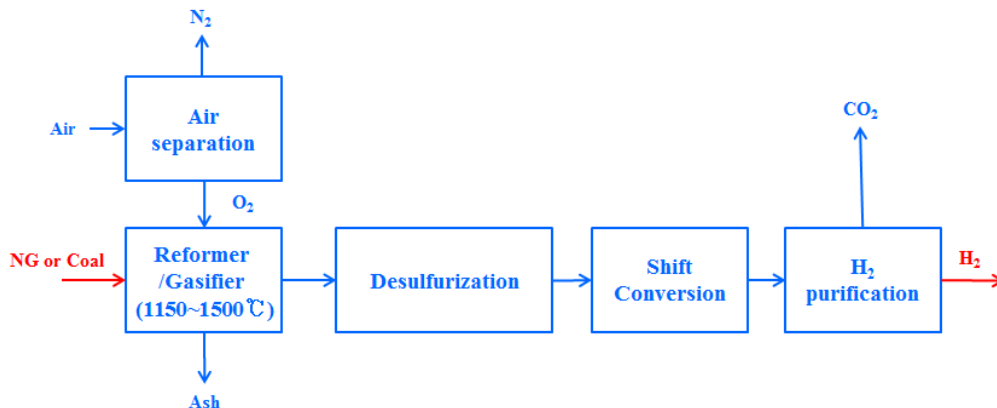 N₂
Air
Air
separation
O₂
CO₂
NG or Coal
Reformer
/Gasifier
(1150~1500℃)
Desulfurization
Shift
Conversion
H₂
purification
H₂
Ash